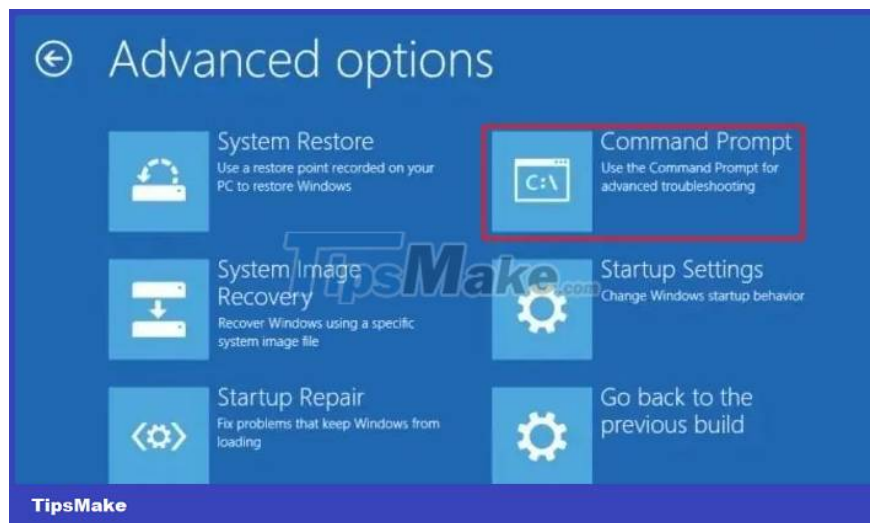 Advanced options
System Restore
Use a restore point recorded on your
PC to restore Windows
Command Prompt
Use the Command Prompt for
advanced troubleshooting
C:\
System Image
Recovery
Recover Windows using a specific
system image file
Startup Settings
Change Windows startup behavior
TipsMake.com
Startup Repair
Fix problems that keep Windows from
loading
Go back to the
previous build
TipsMake